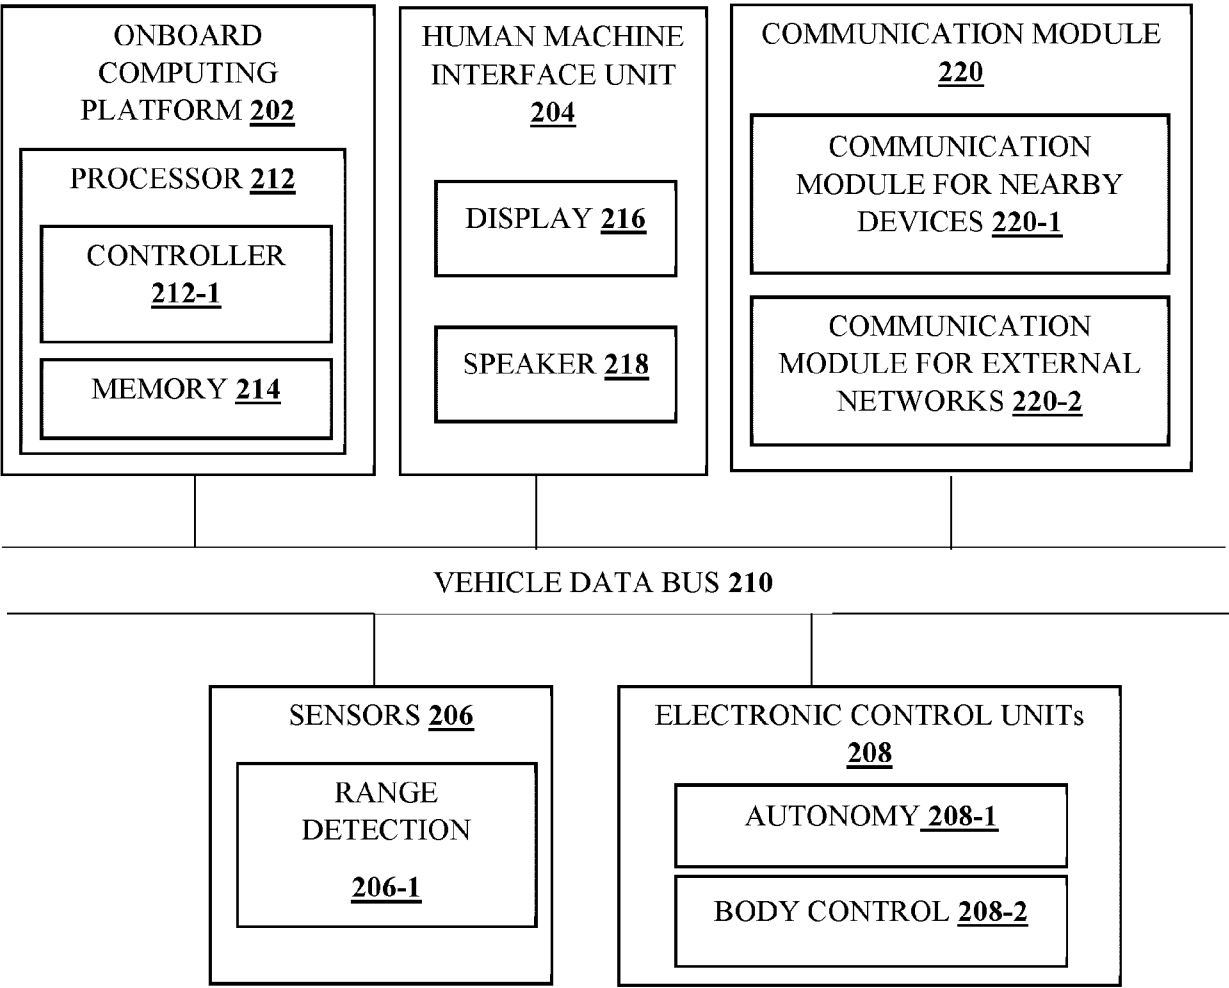 ONBOARD
COMPUTING
PLATFORM 202
PROCESSOR 212
CONTROLLER
212-1
MEMORY 214
HUMAN MACHINE
INTERFACE UNIT
204
DISPLAY 216
SPEAKER 218
COMMUNICATION MODULE
220
COMMUNICATION
MODULE FOR NEARBY
DEVICES 220-1
COMMUNICATION
MODULE FOR EXTERNAL
NETWORKS 220-2
VEHICLE DATA BUS 210
SENSORS 206
RANGE
DETECTION
206-1
ELECTRONIC CONTROL UNITs
208
AUTONOMY 208-1
BODY CONTROL 208-2